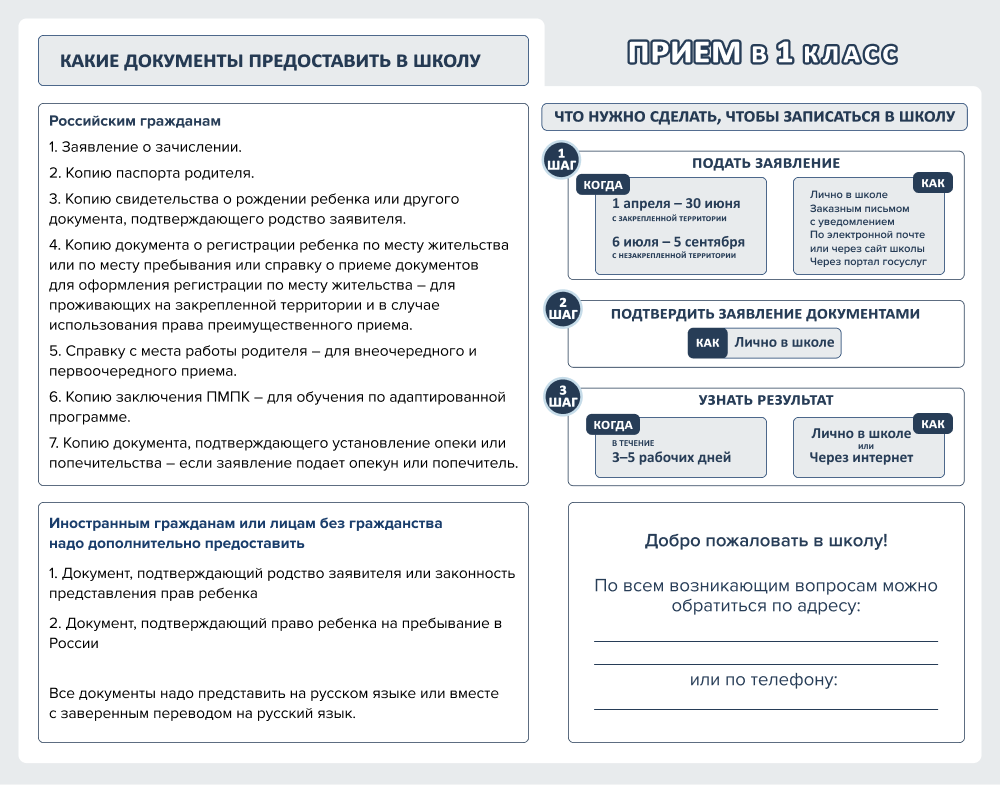 КАКИЕ ДОКУМЕНТЫ ПРЕДОСТАВИТЬ В ШКОЛУ
Российским гражданам
1. Заявление о зачислении.
2. Копию паспорта родителя.
3. Копию свидетельства о рождении ребенка или другого
документа, подтверждающего родство заявителя.
4. Копию документа о регистрации ребенка по месту жительства
или по месту пребывания или справку о приеме документов
для оформления регистрации по месту жительства – для
проживающих на закрепленной территории и в случае
использования права преимущественного приема.
5. Справку с места работы родителя – для внеочередного и
первоочередного приема.
6. Копию заключения ПМПК – для обучения по адаптированной
программе.
7. Копию документа, подтверждающего установление опеки или
попечительства – если заявление подает опекун или попечитель.
Иностранным гражданам или лицам без гражданства
надо дополнительно предоставить
1. Документ, подтверждающий родство заявителя или законность
представления прав ребенка
2. Документ, подтверждающий право ребенка на пребывание в
России
Все документы надо представить на русском языке или вместе
с заверенным переводом на русский язык.
ПРИЕМ В 1 КЛАСС
ЧТО НУЖНО СДЕЛАТЬ, ЧТОБЫ ЗАПИСАТЬСЯ В ШКОЛУ
1
ШАГ
ПОДАТЬ ЗАЯВЛЕНИЕ
КОГДА
1 апреля – 30 июня
С ЗАКРЕПЛЕННОЙ ТЕРРИТОРИИ
6 июля – 5 сентября
С НЕЗАКРЕПЛЕННОЙ ТЕРРИТОРИИ
КАК
Лично в школе
Заказным письмом
с уведомлением
По электронной почте
или через сайт школы
Через портал госуслуг
2
ШАГ
ПОДТВЕРДИТЬ ЗАЯВЛЕНИЕ ДОКУМЕНТАМИ
КАК Лично в школе
3
ШАГ
УЗНАТЬ РЕЗУЛЬТАТ
КОГДА
В ТЕЧЕНИЕ
3–5 рабочих дней
КАК
Лично в школе
или
Через интернет
Добро пожаловать в школу!
По всем возникающим вопросам можно
обратиться по адресу:
или по телефону: